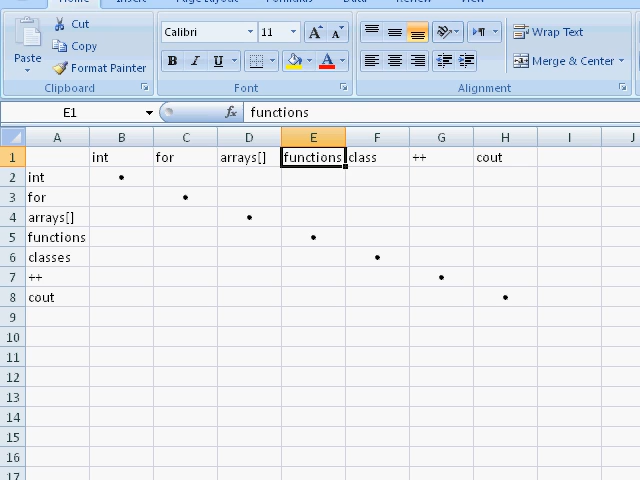 Home Insert Page Layout Formulas Data Review View
Cut
Copy
Format Painter
Paste
Clipboard
Calibri 11
B I U
Font
Wrap Text
Merge & Center
Alignment
E1 fx functions
A B C D E F G H I J
1 int for arrays[] functions class ++ cout
2 int •
3 for •
4 arrays[] •
5 functions •
6 classes •
7 ++ •
8 cout •
9
10
11
12
13
14
15
16
17